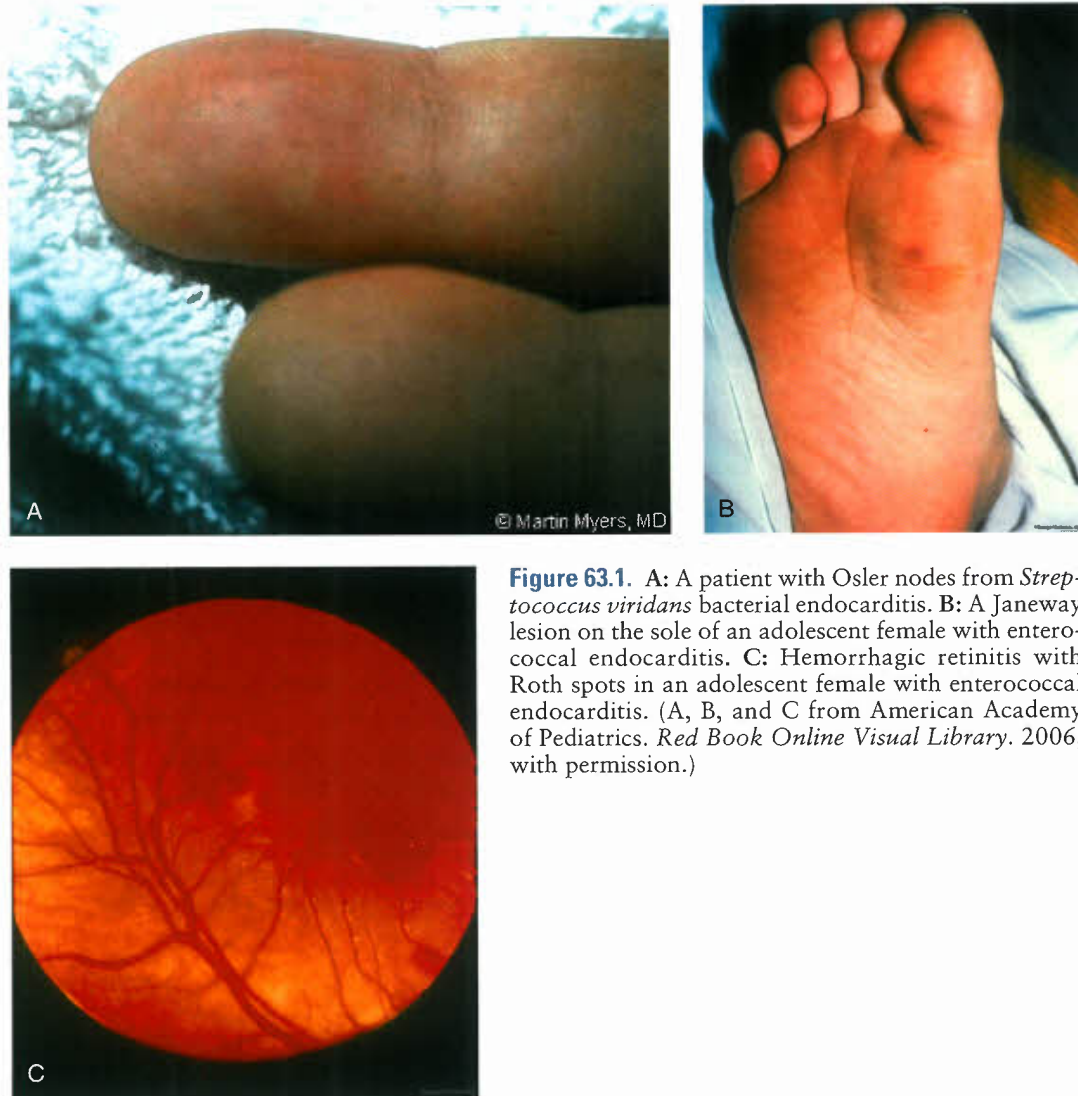 A
© Martin Myers, MD
B
Figure 63.1. A: A patient with Osler nodes from Strep-
tococcus viridans bacterial endocarditis. B: A Janeway
lesion on the sole of an adolescent female with entero-
coccal endocarditis. C: Hemorrhagic retinitis with
Roth spots in an adolescent female with enterococcal
endocarditis. (A, B, and C from American Academy
of Pediatrics. Red Book Online Visual Library. 2006
with permission.)
C